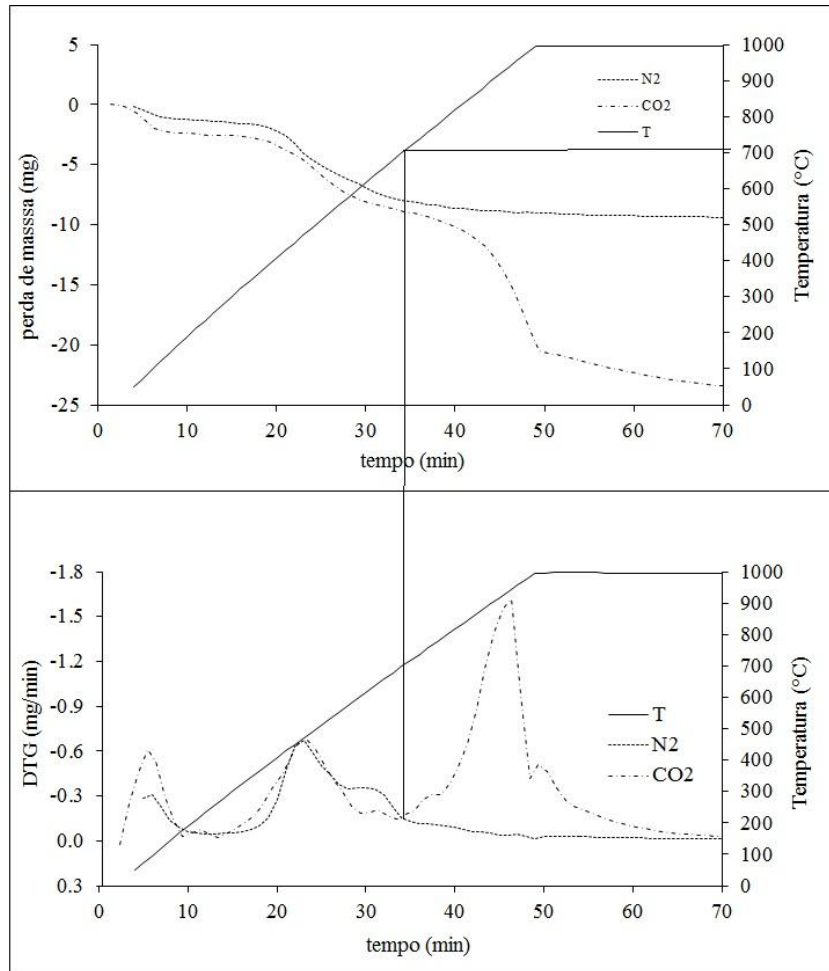 5
0
-5
-10
-15
-20
-25
perda de masssa (mg)
0 10 20 30 40 50 60 70
tempo (min)
1000
900
800
700
600
500
400
300
200
100
0
Temperatura (°C)
N2
CO2
T
-1.8
-1.5
-1.2
-0.9
-0.6
-0.3
0.0
0.3
DTG (mg/min)
0 10 20 30 40 50 60 70
tempo (min)
1000
900
800
700
600
500
400
300
200
100
0
Temperatura (°C)
T
N2
CO2